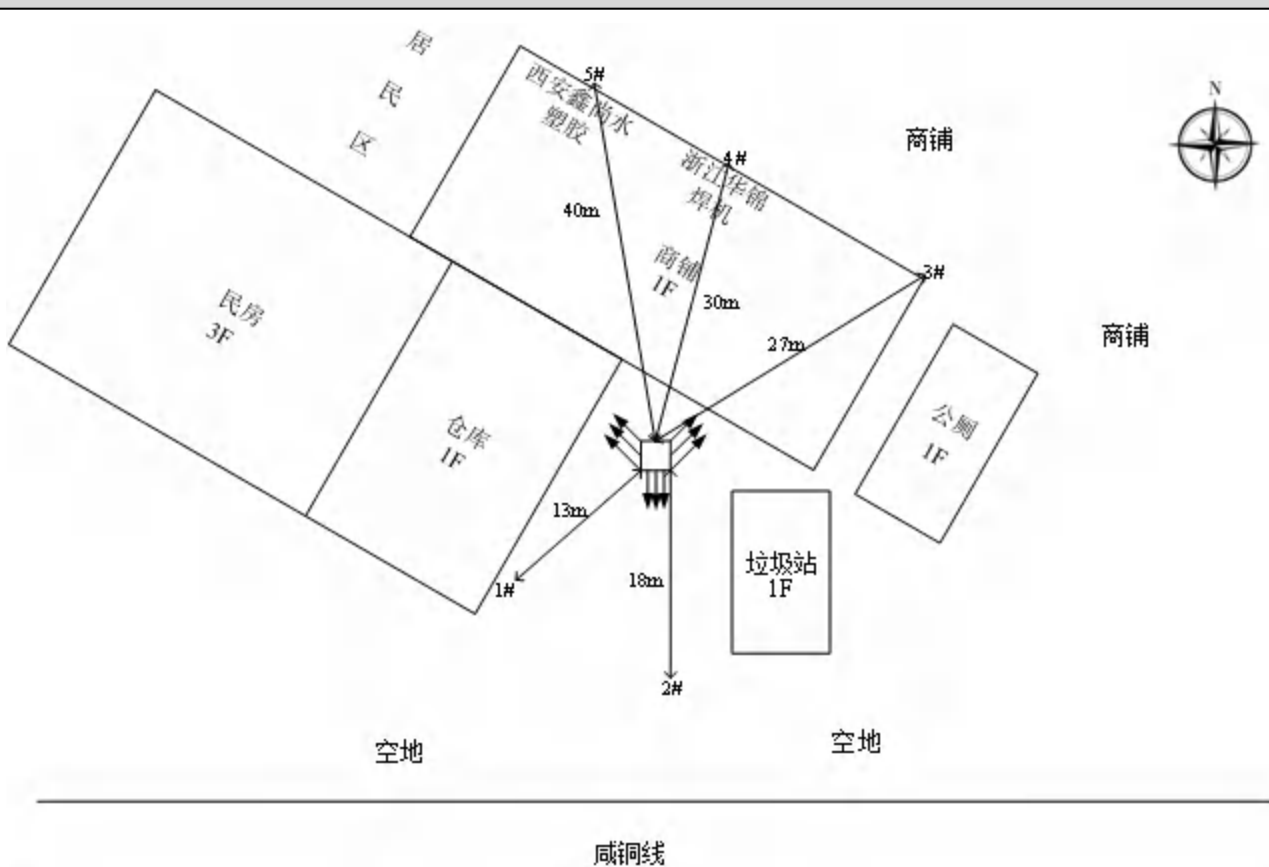 居
民
区
5#
西安鑫尚水
塑胶
4#
浙江华锦
焊机
商铺
N
40m
商铺
1F
3#
30m
27m
商铺
民房
3F
仓库
1F
公厕
1F
13m
18m
垃圾站
1F
1#
2#
空地
空地
咸铜线